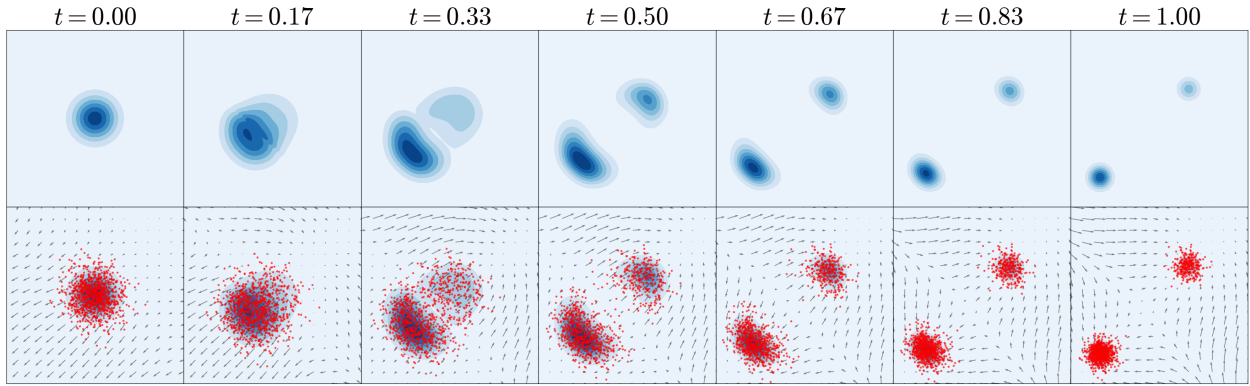 t = 0.00 t = 0.17 t = 0.33 t = 0.50 t = 0.67 t = 0.83 t = 1.00